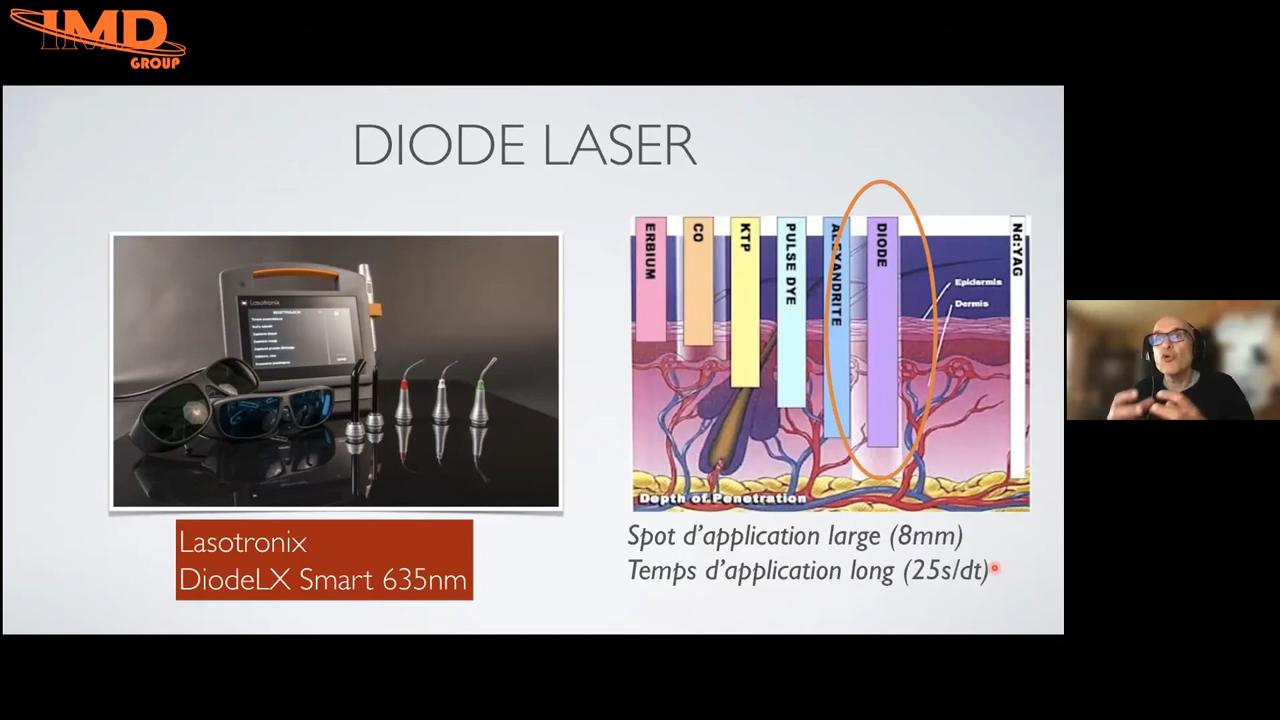 IMD
GROUP
DIODE LASER
Lasotronix
ERBIUM
CO
KTP
PULSE DYE
ALEXANDRITE
DIODE
Nd:YAG
Epidermis
Dermis
Depth of Penetration
Lasotronix
DiodeLX Smart 635nm
Spot d'application large (8mm)
Temps d'application long (25s/dt)